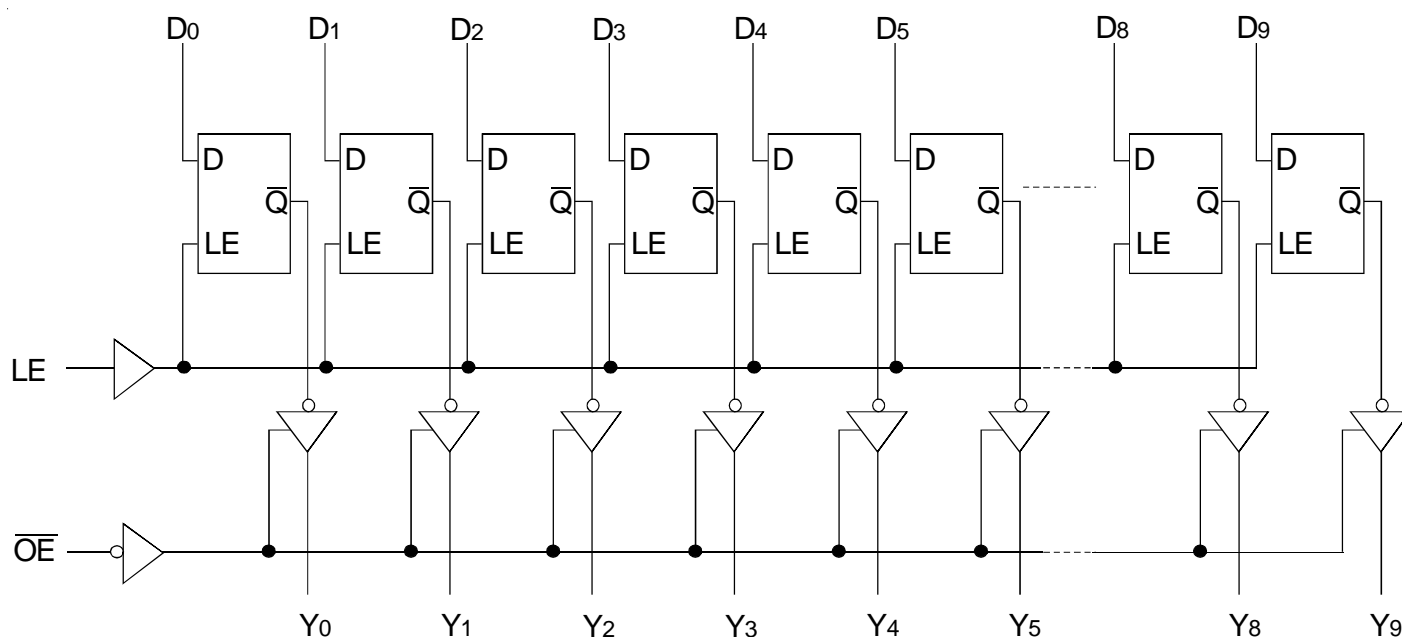 D0 D1 D2 D3 D4 D5 D8 D9
D D D D D D D D
Q̅ Q̅ Q̅ Q̅ Q̅ Q̅ Q̅ Q̅
LE LE LE LE LE LE LE LE
LE
O̅E̅
Y0 Y1 Y2 Y3 Y4 Y5 Y8 Y9